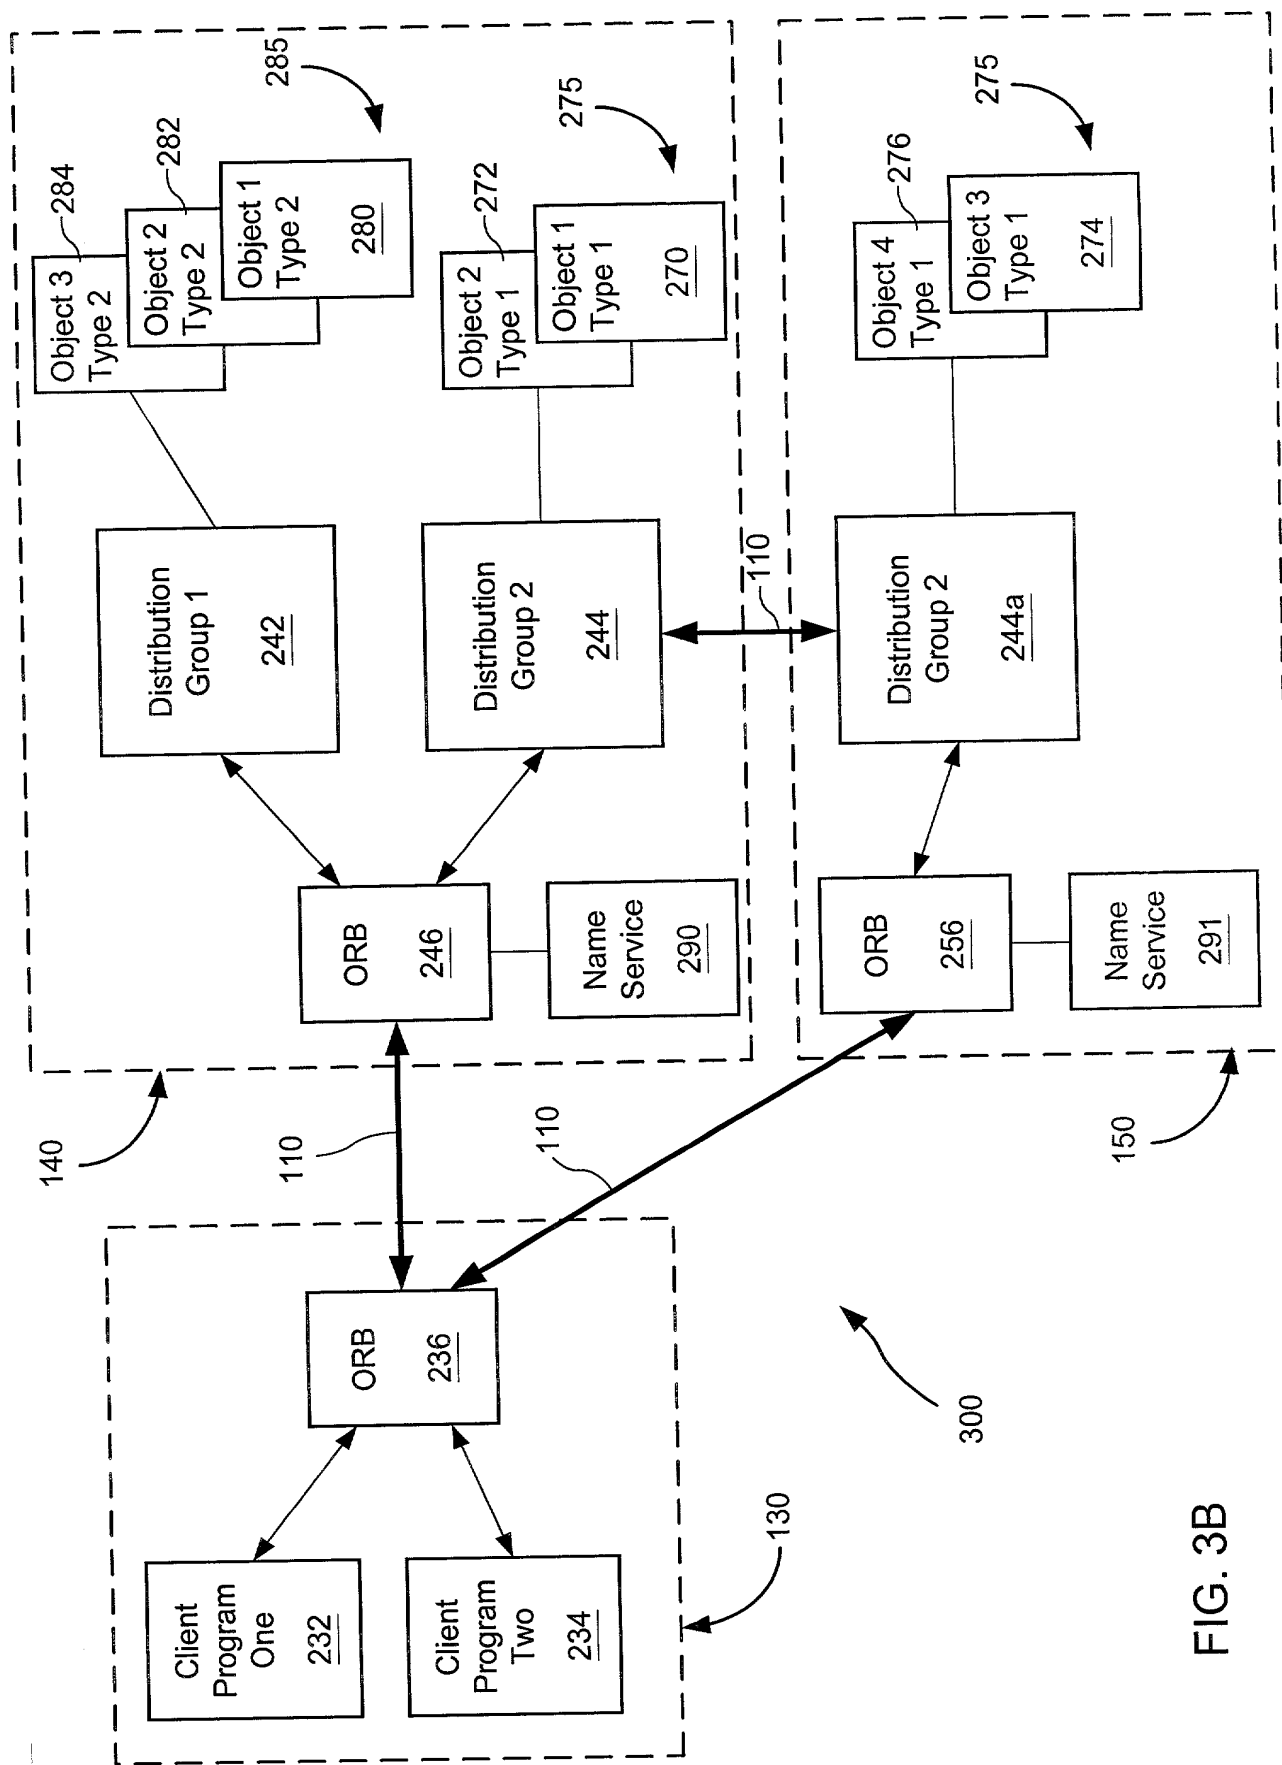 Client
Program
One
232
Client
Program
Two
234
130
ORB
236
110
110
140
ORB
246
Name
Service
290
Distribution
Group 1
242
Distribution
Group 2
244
Object 3
Type 2
284
Object 2
Type 2
282
Object 1
Type 2
280
285
Object 2
Type 1
272
Object 1
Type 1
270
275
110
150
ORB
256
Name
Service
291
Distribution
Group 2
244a
Object 4
Type 1
276
Object 3
Type 1
274
275
300
FIG. 3B